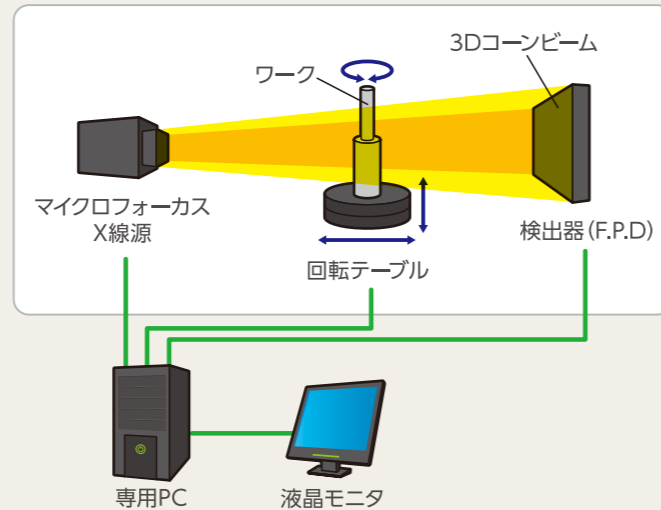 3Dコーンビーム
ワーク
マイクロフォーカス
X線源
検出器(F.P.D)
回転テーブル
専用PC
液晶モニタ